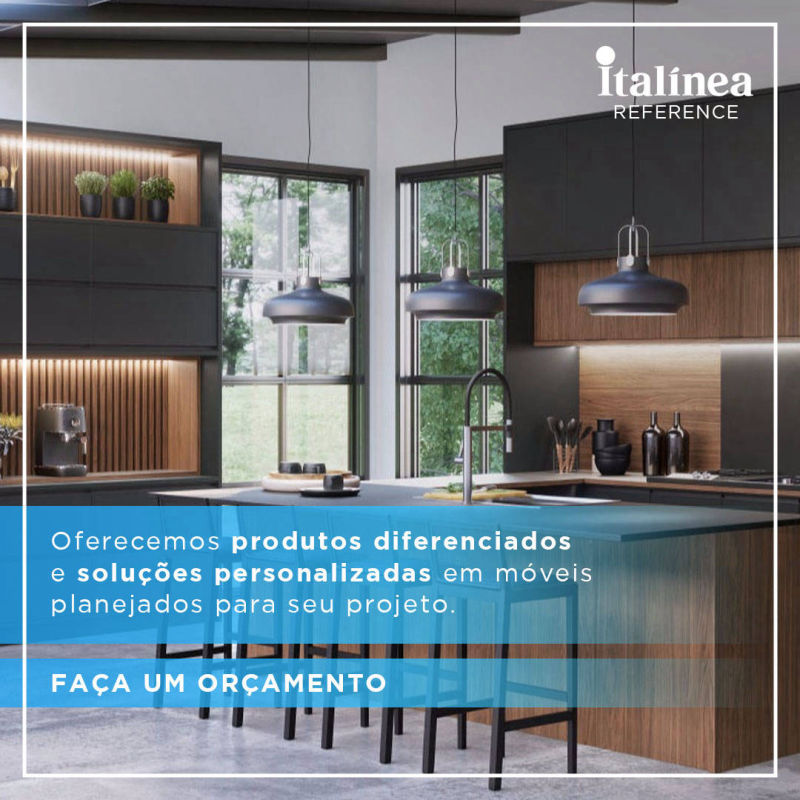 Italínea
REFERENCE
Oferecemos produtos diferenciados
e soluções personalizadas em móveis
planejados para seu projeto.
FAÇA UM ORÇAMENTO